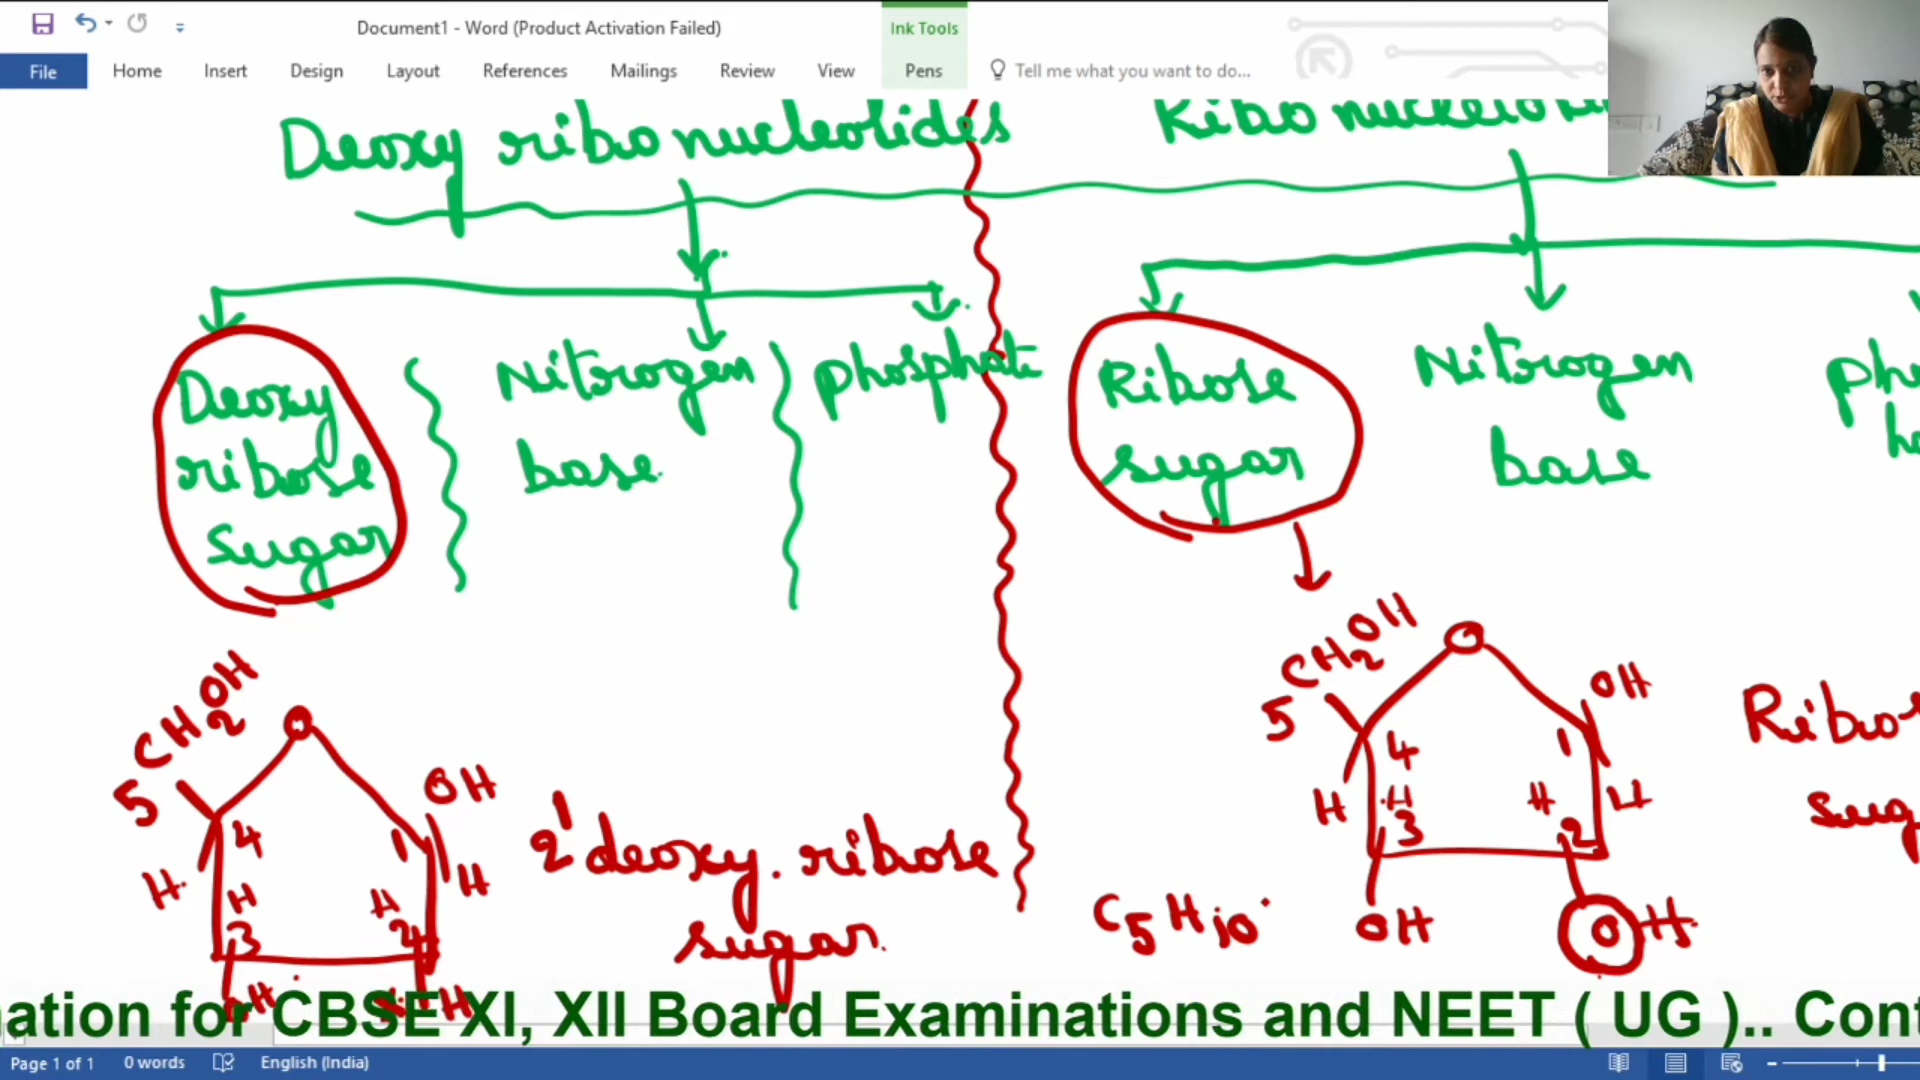 Document1 - Word (Product Activation Failed)
Ink Tools
File Home Insert Design Layout References Mailings Review View Pens Tell me what you want to do...
Deoxy ribo nucleotides
Ribo
Deoxy
ribose
sugar
Nitrogen
base.
phosphate
Ribose
sugar
Nitrogen
base
CH2OH
O
5
4
OH
1
H
H
H
H
3
2
OH
H
2' deoxy. ribose
sugar.
CH2OH
O
5
4
OH
1
H
H
H
H
3
2
OH
OH
C5H10
for CBSE XI, XII Board Examinations and NEET ( UG )..
Page 1 of 1 0 words English (India)